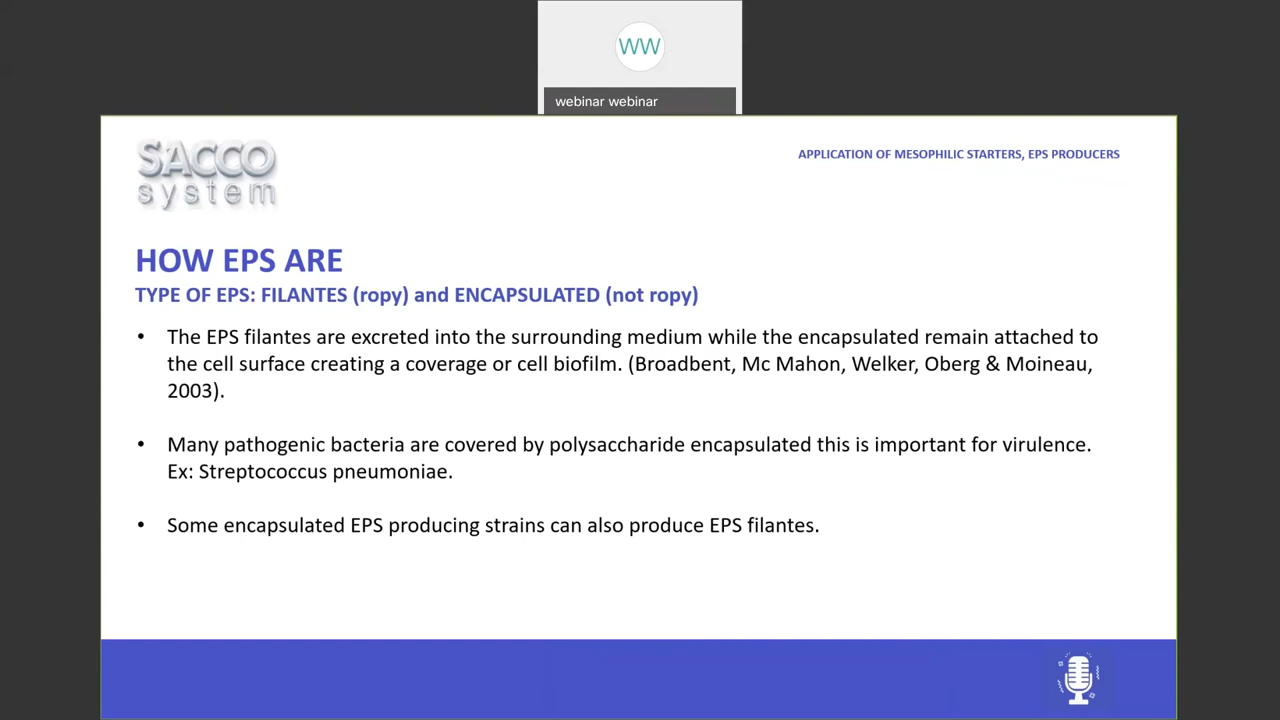 WW
webinar webinar
SACCO
system
APPLICATION OF MESOPHILIC STARTERS, EPS PRODUCERS
HOW EPS ARE
TYPE OF EPS: FILANTES (ropy) and ENCAPSULATED (not ropy)
• The EPS filantes are excreted into the surrounding medium while the encapsulated remain attached to
the cell surface creating a coverage or cell biofilm. (Broadbent, Mc Mahon, Welker, Oberg & Moineau,
2003).
• Many pathogenic bacteria are covered by polysaccharide encapsulated this is important for virulence.
Ex: Streptococcus pneumoniae.
• Some encapsulated EPS producing strains can also produce EPS filantes.